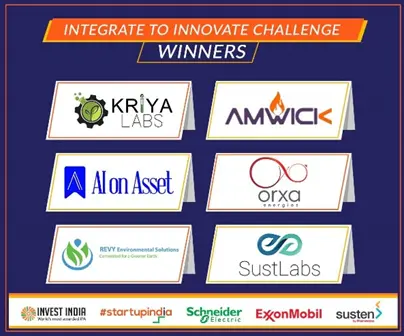 INTEGRATE TO INNOVATE CHALLENGE
WINNERS
KRIYA
LABS
AMWICK
AI on Asset
orxa
energies
REVY Environmental Solutions
Committed for a Greener Earth.
SustLabs
INVEST INDIA
#startupindia
Schneider
Electric
ExxonMobil
susten